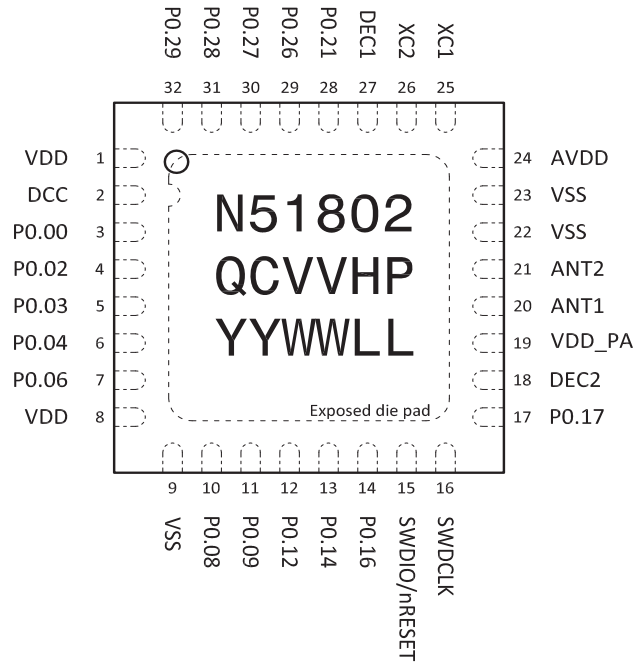 P0.29 P0.28 P0.27 P0.26 P0.21 DEC1 XC2 XC1
32 31 30 29 28 27 26 25
VDD 1
DCC 2
P0.00 3
P0.02 4
P0.03 5
P0.04 6
P0.06 7
VDD 8
N51802
QCVVHP
YYWWLL
Exposed die pad
24 AVDD
23 VSS
22 VSS
21 ANT2
20 ANT1
19 VDD_PA
18 DEC2
17 P0.17
9 10 11 12 13 14 15 16
VSS P0.08 P0.09 P0.12 P0.14 P0.16 SWDIO/nRESET SWDCLK